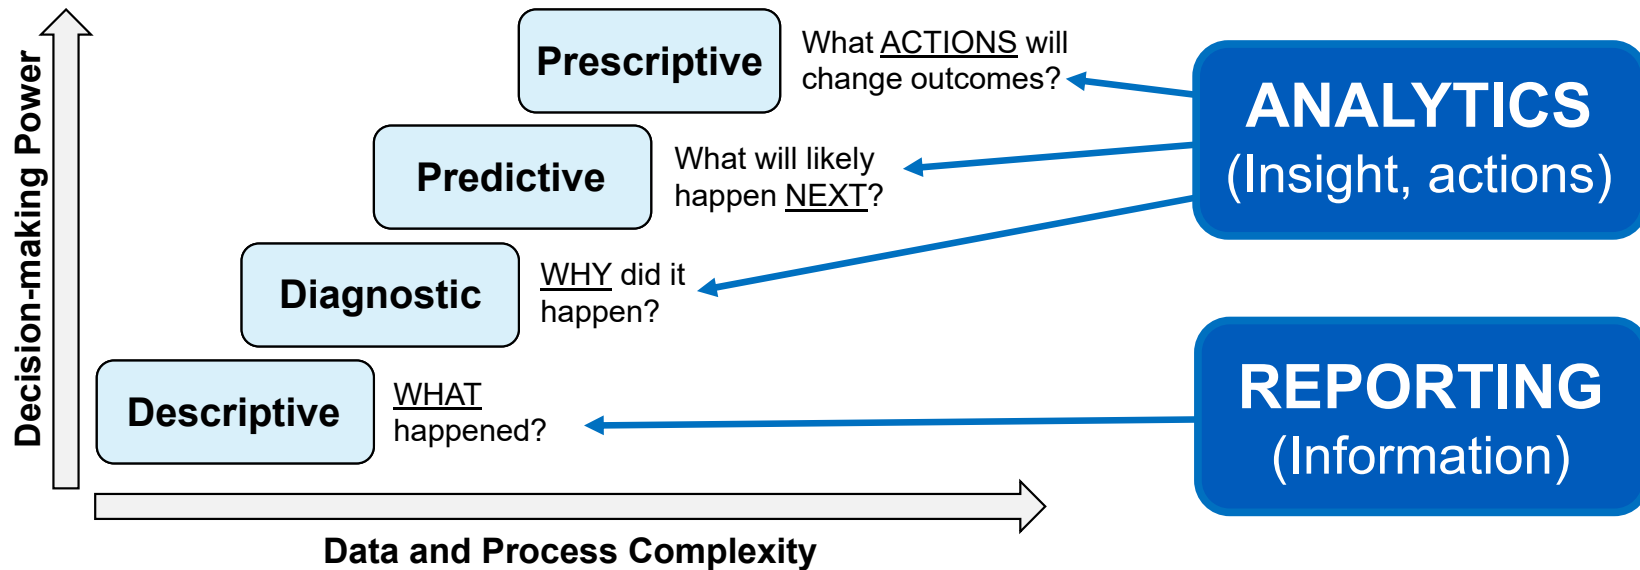 Decision-making Power
Prescriptive
What ACTIONS will
change outcomes?
Predictive
What will likely
happen NEXT?
Diagnostic
WHY did it
happen?
Descriptive
WHAT
happened?
Data and Process Complexity
ANALYTICS
(Insight, actions)
REPORTING
(Information)